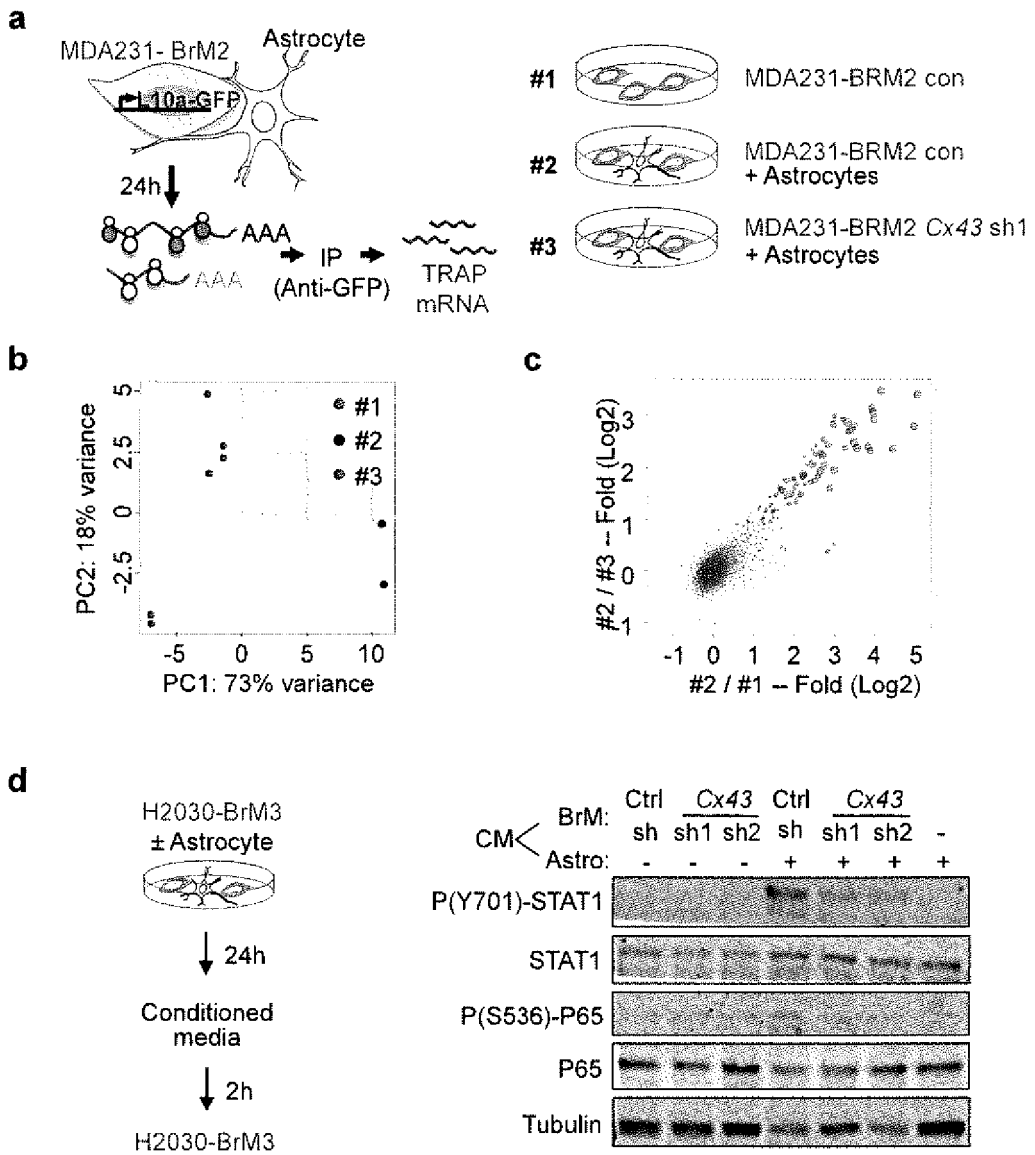 a
MDA231- BrM2
Astrocyte
L10a-GFP
24h
AAA
AAA
IP
(Anti-GFP)
TRAP
mRNA
#1
MDA231-BRM2 con
#2
MDA231-BRM2 con
+ Astrocytes
#3
MDA231-BRM2 Cx43 sh1
+ Astrocytes
b
PC2: 18% variance
5
2.5
0
-2.5
#1
#2
#3
-5 0 5 10
PC1: 73% variance
c
#2 / #3 -- Fold (Log2)
3
2
1
0
-1
-1 0 1 2 3 4 5
#2 / #1 -- Fold (Log2)
d
H2030-BrM3
± Astrocyte
24h
Conditioned
media
2h
H2030-BrM3
Ctrl Cx43 Ctrl Cx43
CM BrM: sh sh1 sh2 sh sh1 sh2 -
Astro: - - - + + + +
P(Y701)-STAT1
STAT1
P(S536)-P65
P65
Tubulin